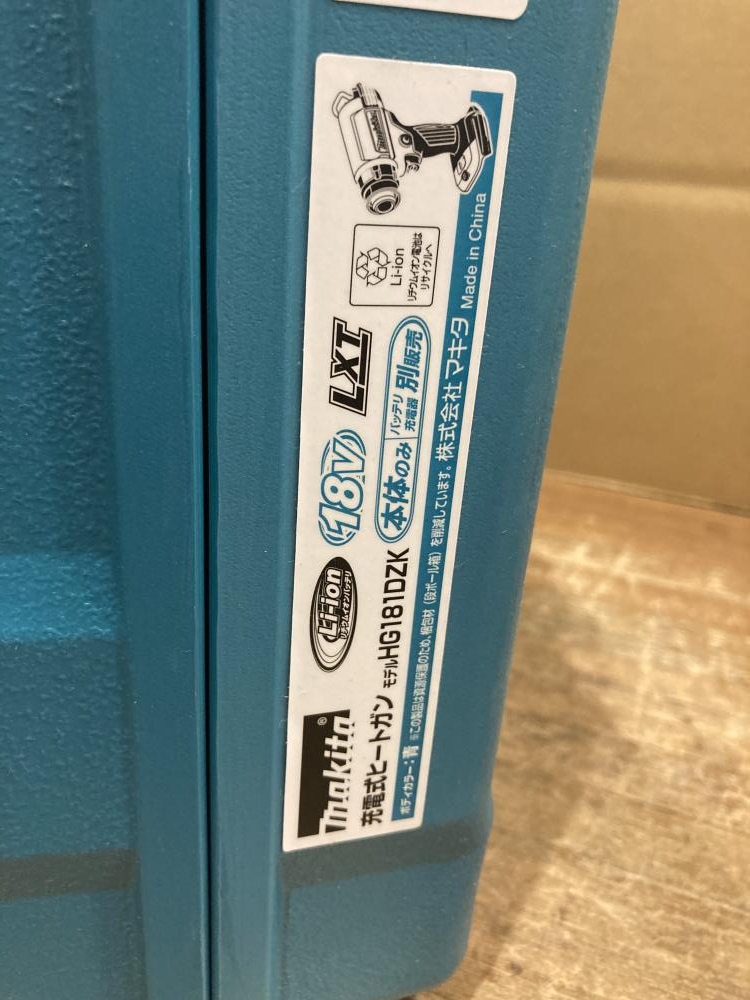 Makita®
Li-ion
リチウムイオンバッテリ
18V
LXT
Li-ion
リチウムイオン電池は
リサイクルへ
充電式ヒートガン モデルHG181DZK
本体のみ
バッテリ
充電器
別販売
ボディカラー:青 ※この製品は資源保護のため、梱包材(段ボール箱)を削減しています。 株式会社 マキタ Made in China